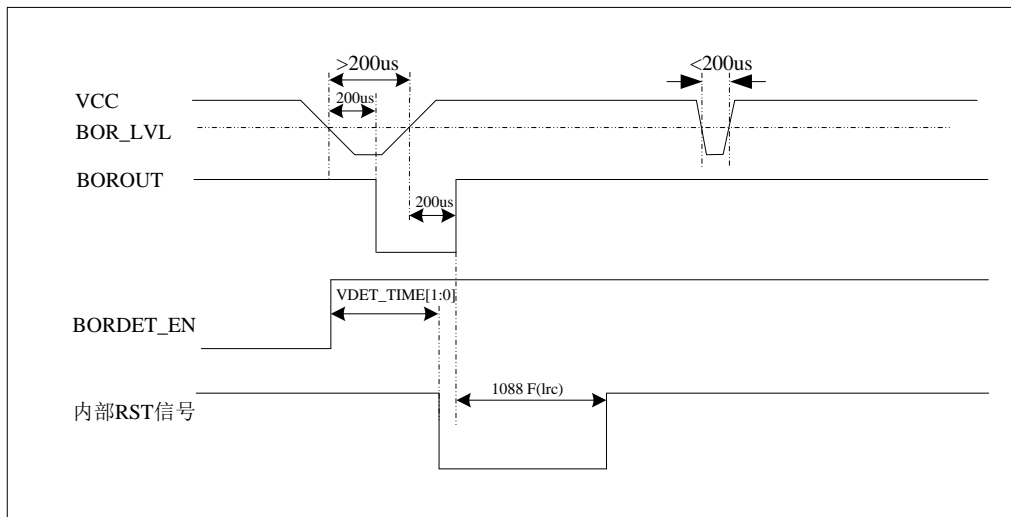 >200us
<200us
200us
VCC
BOR_LVL
BOROUT
200us
VDET_TIME[1:0]
BORDET_EN
1088 F(lrc)
内部RST信号